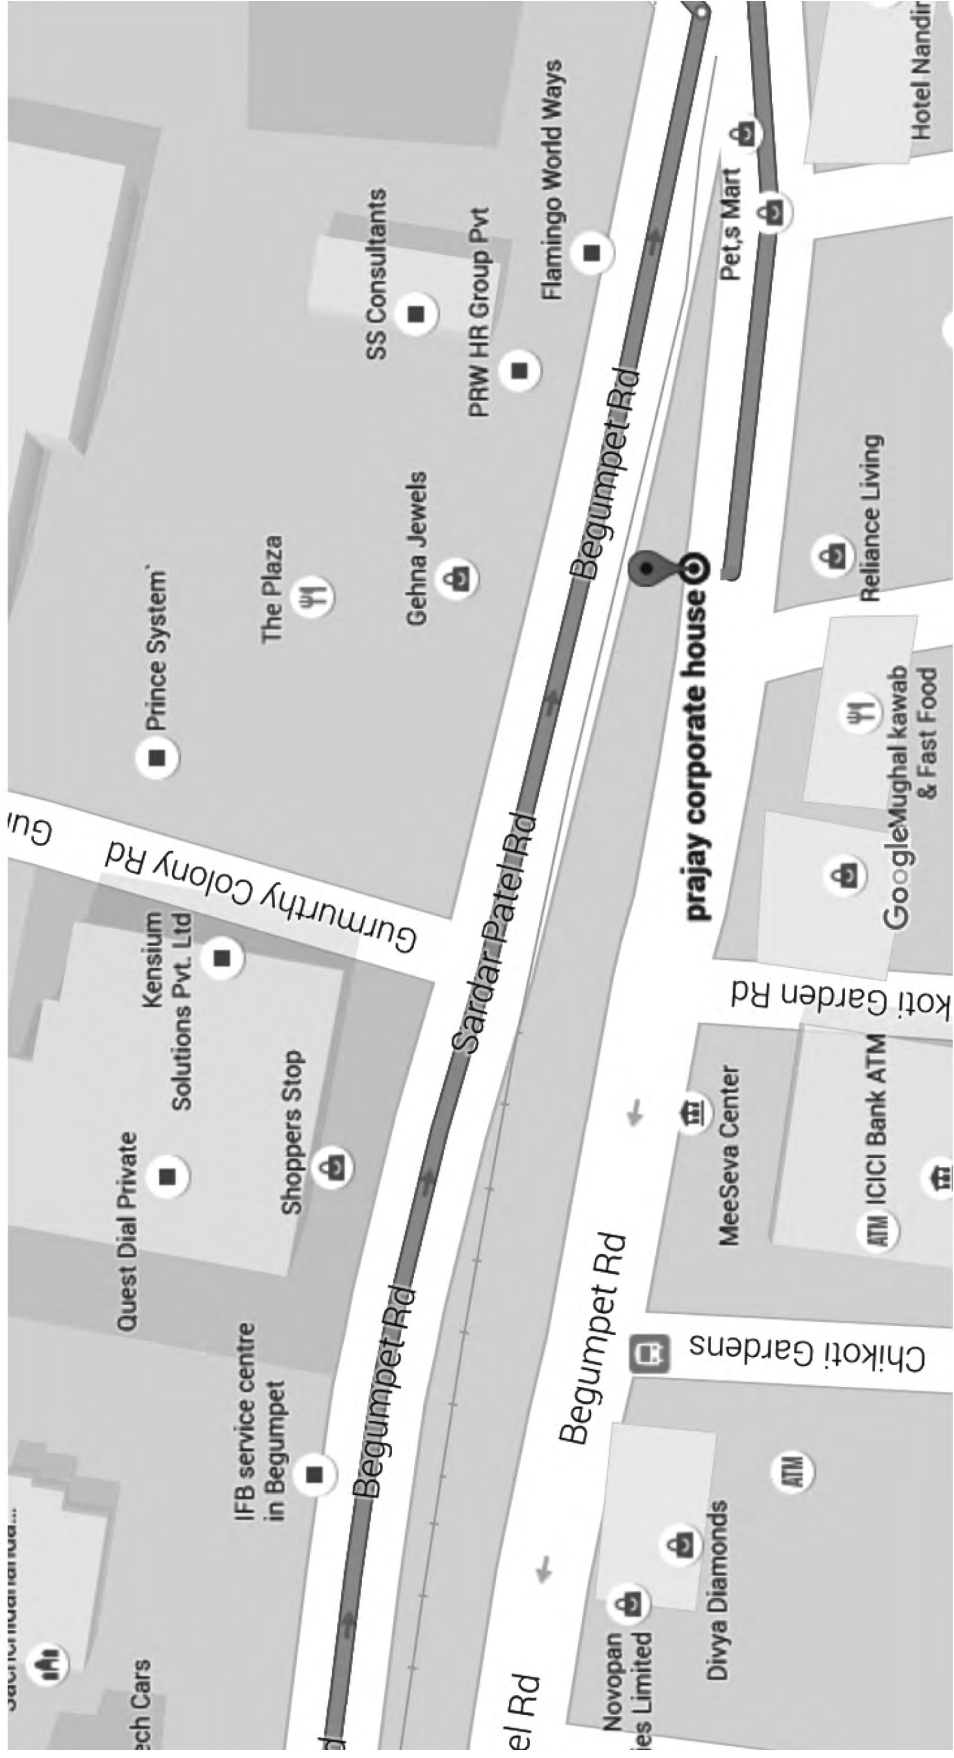 Hotel Nandin
Flamingo World Ways
SS Consultants
PRW HR Group Pvt
Pet,s Mart
Begumpet Rd
Gehna Jewels
The Plaza
Prince System`
Reliance Living
prajay corporate house
Mughal kawab
& Fast Food
Google
Gur
Gurmurthy Colony Rd
Sardar Patel Rd
Kensium
Solutions Pvt. Ltd
koti Garden Rd
Shoppers Stop
Quest Dial Private
MeeSeva Center
ICICI Bank ATM
ATM
Begumpet Rd
Begumpet Rd
Chikoti Gardens
IFB service centre
in Begumpet
ATM
Divya Diamonds
Novopan
ies Limited
ech Cars
el Rd
d